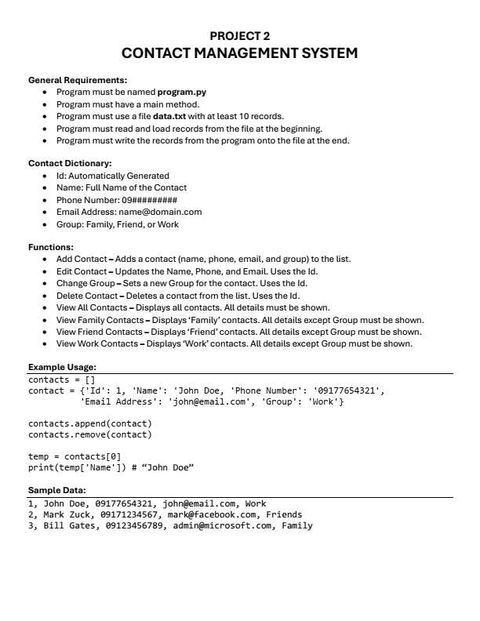 PROJECT 2
CONTACT MANAGEMENT SYSTEM
General Requirements:
• Program must be named program.py
• Program must have a main method.
• Program must use a file data.txt with at least 10 records.
• Program must read and load records from the file at the beginning.
• Program must write the records from the program onto the file at the end.
Contact Dictionary:
• Id: Automatically Generated
• Name: Full Name of the Contact
• Phone Number: 09#########
• Email Address: name@domain.com
• Group: Family, Friend, or Work
Functions:
• Add Contact – Adds a contact (name, phone, email, and group) to the list.
• Edit Contact – Updates the Name, Phone, and Email. Uses the Id.
• Change Group – Sets a new Group for the contact. Uses the Id.
• Delete Contact – Deletes a contact from the list. Uses the Id.
• View All Contacts – Displays all contacts. All details must be shown.
• View Family Contacts – Displays ‘Family’ contacts. All details except Group must be shown.
• View Friend Contacts – Displays ‘Friend’ contacts. All details except Group must be shown.
• View Work Contacts – Displays ‘Work’ contacts. All details except Group must be shown.
Example Usage:
contacts = []
contact = {'Id': 1, 'Name': 'John Doe, 'Phone Number': '09177654321',
'Email Address': 'john@email.com', 'Group': 'Work'}
contacts.append(contact)
contacts.remove(contact)
temp = contacts[0]
print(temp['Name']) # “John Doe”
Sample Data:
1, John Doe, 09177654321, john@email.com, Work
2, Mark Zuck, 09171234567, mark@facebook.com, Friends
3, Bill Gates, 09123456789, admin@microsoft.com, Family